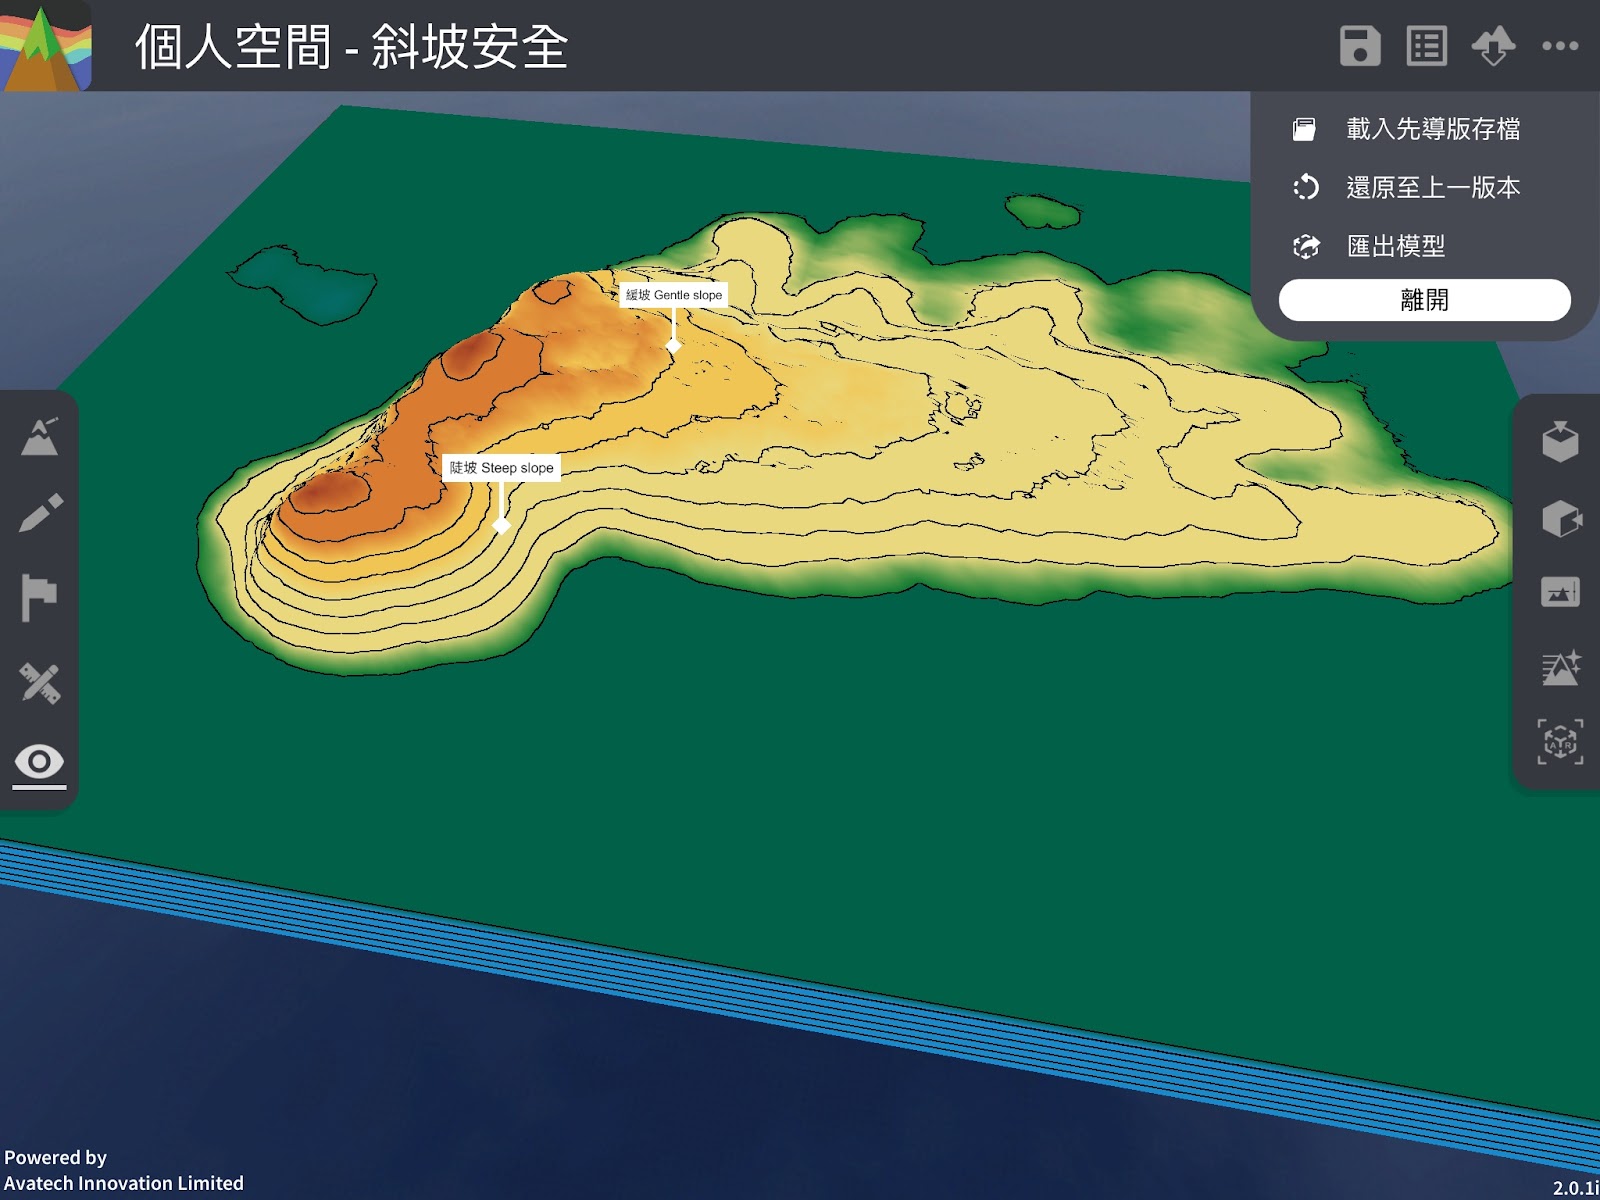 個人空間 - 斜坡安全
載入先導版存檔
還原至上一版本
匯出模型
離開
緩坡 Gentle slope
陡坡 Steep slope
Powered by
Avatech Innovation Limited
2.0.1i